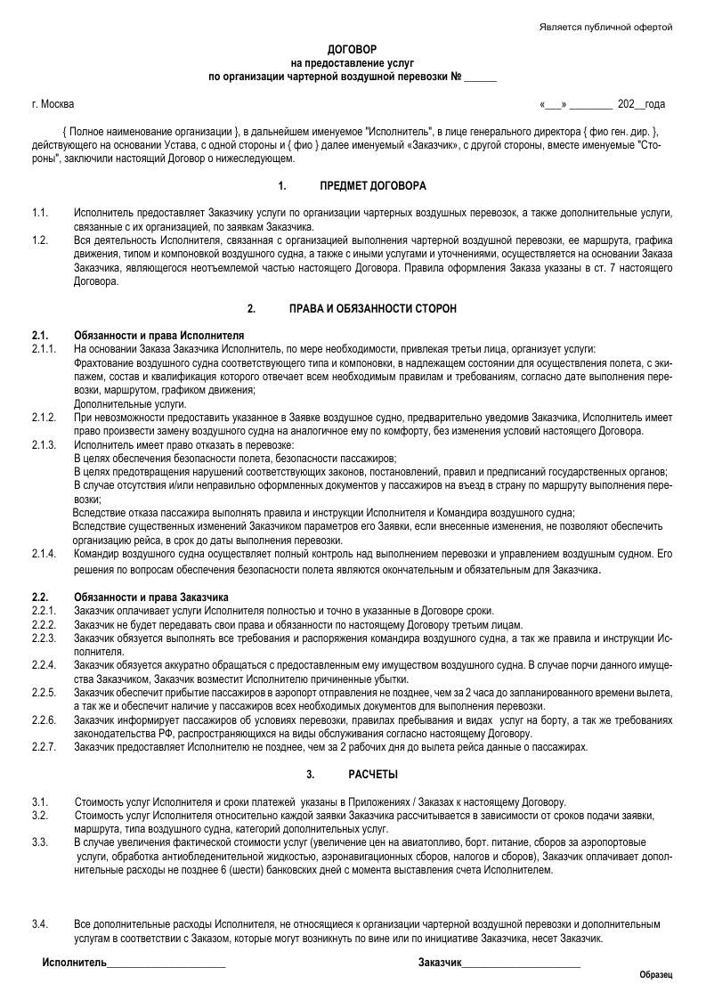 Является публичной офертой
ДОГОВОР
на предоставление услуг
по организации чартерной воздушной перевозки № ______
г. Москва «___» ________ 202__года
{ Полное наименование организации }, в дальнейшем именуемое "Исполнитель", в лице генерального директора { фио ген. дир. },
действующего на основании Устава, с одной стороны и { фио } далее именуемый «Заказчик», с другой стороны, вместе именуемые "Сто-
роны", заключили настоящий Договор о нижеследующем.
1. ПРЕДМЕТ ДОГОВОРА
1.1. Исполнитель предоставляет Заказчику услуги по организации чартерных воздушных перевозок, а также дополнительные услуги,
связанные с их организацией, по заявкам Заказчика.
1.2. Вся деятельность Исполнителя, связанная с организацией выполнения чартерной воздушной перевозки, ее маршрута, графика
движения, типом и компоновкой воздушного судна, а также с иными услугами и уточнениями, осуществляется на основании Заказа
Заказчика, являющегося неотъемлемой частью настоящего Договора. Правила оформления Заказа указаны в ст. 7 настоящего
Договора.
2. ПРАВА И ОБЯЗАННОСТИ СТОРОН
2.1. Обязанности и права Исполнителя
2.1.1. На основании Заказа Заказчика Исполнитель, по мере необходимости, привлекая третьи лица, организует услуги:
Фрахтование воздушного судна соответствующего типа и компоновки, в надлежащем состоянии для осуществления полета, с эки-
пажем, состав и квалификация которого отвечает всем необходимым правилам и требованиям, согласно дате выполнения пере-
возки, маршрутом, графиком движения;
Дополнительные услуги.
2.1.2. При невозможности предоставить указанное в Заявке воздушное судно, предварительно уведомив Заказчика, Исполнитель имеет
право произвести замену воздушного судна на аналогичное ему по комфорту, без изменения условий настоящего Договора.
2.1.3. Исполнитель имеет право отказать в перевозке:
В целях обеспечения безопасности полета, безопасности пассажиров;
В целях предотвращения нарушений соответствующих законов, постановлений, правил и предписаний государственных органов;
В случае отсутствия и/или неправильно оформленных документов у пассажиров на въезд в страну по маршруту выполнения пере-
возки;
Вследствие отказа пассажира выполнять правила и инструкции Исполнителя и Командира воздушного судна;
Вследствие существенных изменений Заказчиком параметров его Заявки, если внесенные изменения, не позволяют обеспечить
организацию рейса, в срок до даты выполнения перевозки.
2.1.4. Командир воздушного судна осуществляет полный контроль над выполнением перевозки и управлением воздушным судном. Его
решения по вопросам обеспечения безопасности полета являются окончательным и обязательным для Заказчика.
2.2. Обязанности и права Заказчика
2.2.1. Заказчик оплачивает услуги Исполнителя полностью и точно в указанные в Договоре сроки.
2.2.2. Заказчик не будет передавать свои права и обязанности по настоящему Договору третьим лицам.
2.2.3. Заказчик обязуется выполнять все требования и распоряжения командира воздушного судна, а так же правила и инструкции Ис-
полнителя.
2.2.4. Заказчик обязуется аккуратно обращаться с предоставленным ему имуществом воздушного судна. В случае порчи данного имуще-
ства Заказчиком, Заказчик возместит Исполнителю причиненные убытки.
2.2.5. Заказчик обеспечит прибытие пассажиров в аэропорт отправления не позднее, чем за 2 часа до запланированного времени вылета,
а так же и обеспечит наличие у пассажиров всех необходимых документов для выполнения перевозки.
2.2.6. Заказчик информирует пассажиров об условиях перевозки, правилах пребывания и видах услуг на борту, а так же требованиях
законодательства РФ, распространяющихся на виды обслуживания согласно настоящему Договору.
2.2.7. Заказчик предоставляет Исполнителю не позднее, чем за 2 рабочих дня до вылета рейса данные о пассажирах.
3. РАСЧЕТЫ
3.1. Стоимость услуг Исполнителя и сроки платежей указаны в Приложениях / Заказах к настоящему Договору.
3.2. Стоимость услуг Исполнителя относительно каждой заявки Заказчика рассчитывается в зависимости от сроков подачи заявки,
маршрута, типа воздушного судна, категорий дополнительных услуг.
3.3. В случае увеличения фактической стоимости услуг (увеличение цен на авиатопливо, борт. питание, сборов за аэропортовые
услуги, обработка антиобледенительной жидкостью, аэронавигационных сборов, налогов и сборов), Заказчик оплачивает допол-
нительные расходы не позднее 6 (шести) банковских дней с момента выставления счета Исполнителем.
3.4. Все дополнительные расходы Исполнителя, не относящиеся к организации чартерной воздушной перевозки и дополнительным
услугам в соответствии с Заказом, которые могут возникнуть по вине или по инициативе Заказчика, несет Заказчик.
Исполнитель______________________ Заказчик______________________
Образец